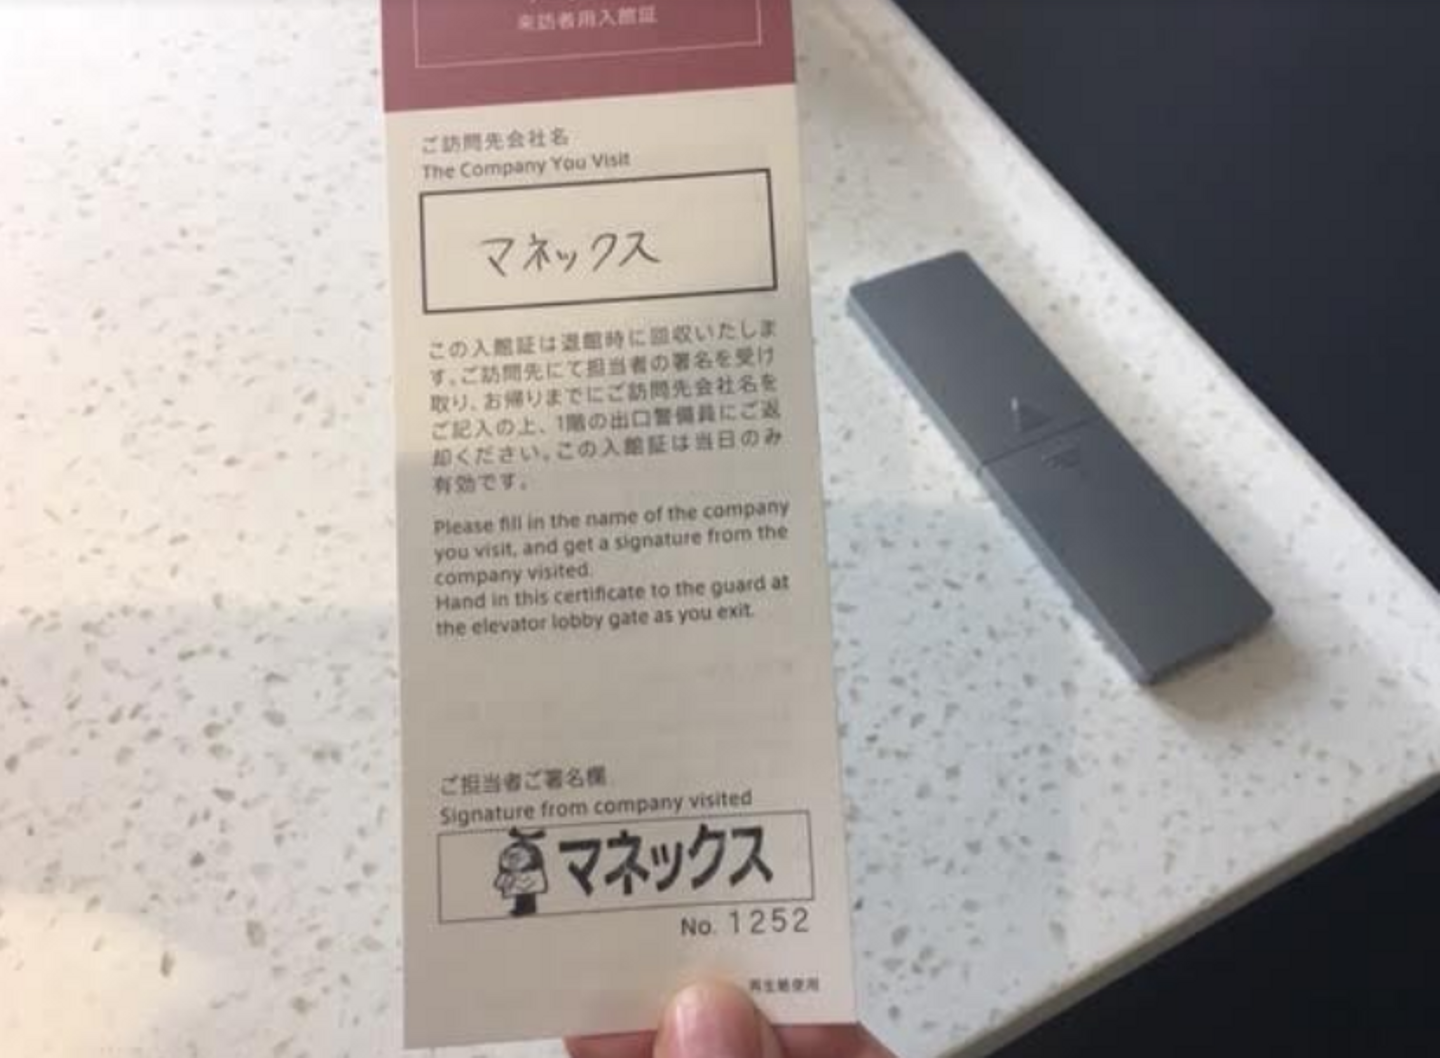 来訪者用入館証
ご訪問先会社名
The Company You Visit
マネックス
この入館証は退館時に回収いたしま
す。ご訪問先にて担当者の署名を受け
取り、お帰りまでにご訪問先会社名を
ご記入の上、1階の出口警備員にご返
却ください。この入館証は当日のみ
有効です。
Please fill in the name of the company
you visit, and get a signature from the
company visited.
Hand in this certificate to the guard at
the elevator lobby gate as you exit.
ご担当者ご署名欄
Signature from company visited
マネックス
No. 1252
再生紙使用